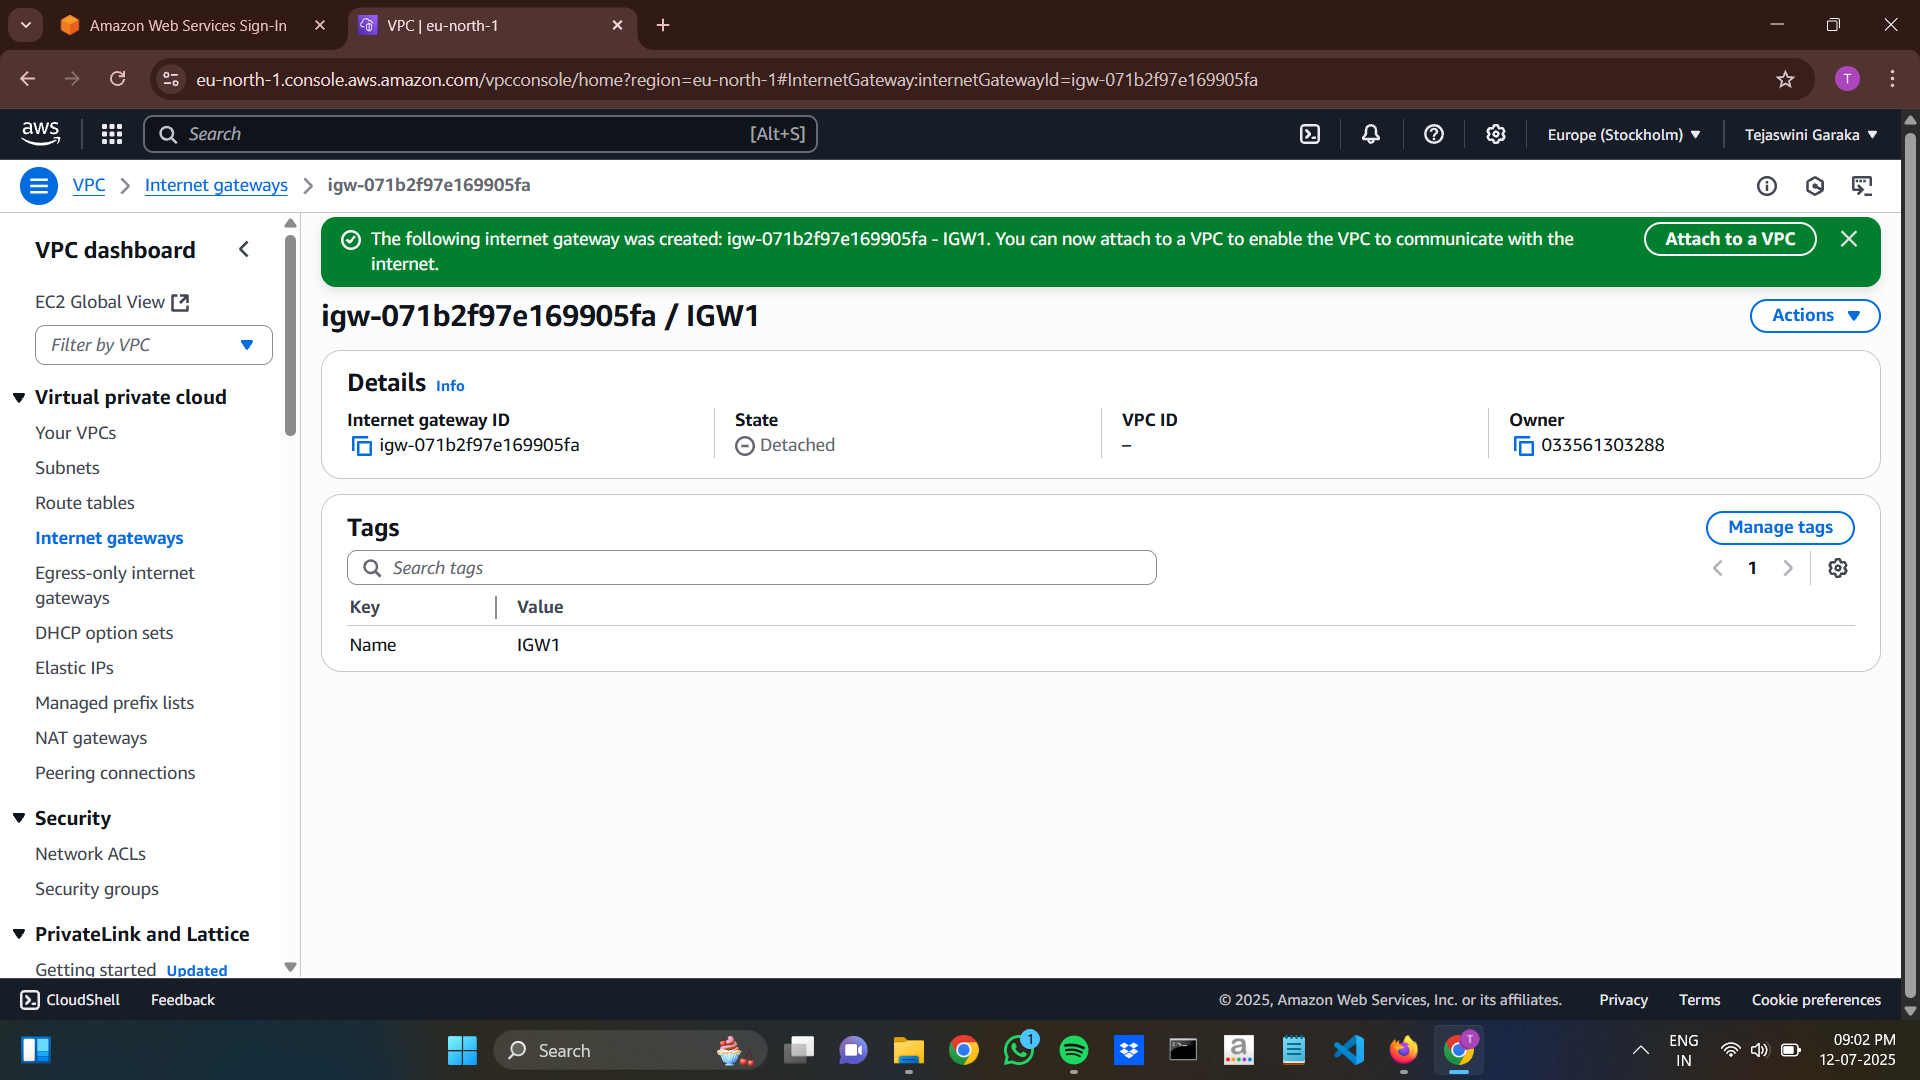 Amazon Web Services Sign-In
VPC | eu-north-1
eu-north-1.console.aws.amazon.com/vpcconsole/home?region=eu-north-1#InternetGateway:internetGatewayId=igw-071b2f97e169905fa
T
aws
Search
[Alt+S]
Europe (Stockholm)
Tejaswini Garaka
VPC
Internet gateways
igw-071b2f97e169905fa
VPC dashboard
EC2 Global View
Filter by VPC
Virtual private cloud
Your VPCs
Subnets
Route tables
Internet gateways
Egress-only internet
gateways
DHCP option sets
Elastic IPs
Managed prefix lists
NAT gateways
Peering connections
Security
Network ACLs
Security groups
PrivateLink and Lattice
Getting started Updated
The following internet gateway was created: igw-071b2f97e169905fa - IGW1. You can now attach to a VPC to enable the VPC to communicate with the
internet.
Attach to a VPC
igw-071b2f97e169905fa / IGW1
Actions
Details Info
Internet gateway ID
igw-071b2f97e169905fa
State
Detached
VPC ID
–
Owner
033561303288
Tags
Manage tags
Search tags
1
Key
Value
Name
IGW1
CloudShell
Feedback
© 2025, Amazon Web Services, Inc. or its affiliates.
Privacy
Terms
Cookie preferences
Search
1
a
T
ENG
IN
09:02 PM
12-07-2025